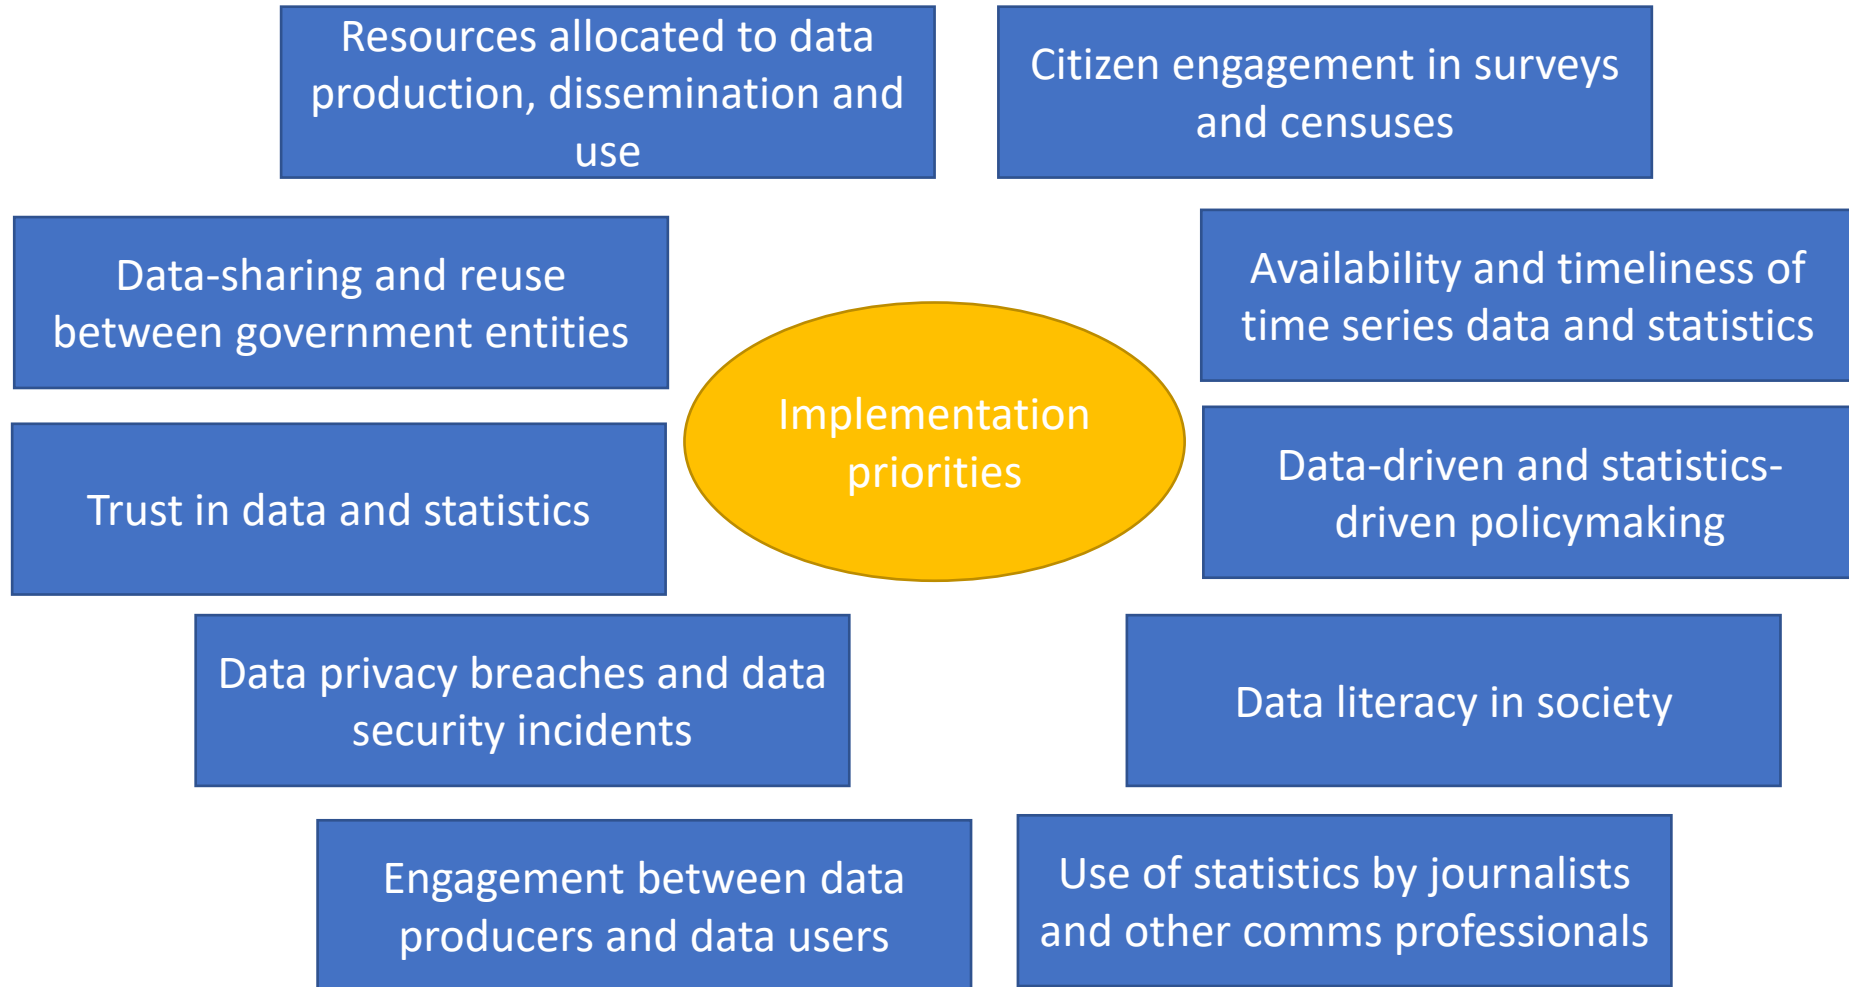 Resources allocated to data
production, dissemination and
use
Citizen engagement in surveys
and censuses
Data-sharing and reuse
between government entities
Availability and timeliness of
time series data and statistics
Implementation
priorities
Trust in data and statistics
Data-driven and statistics-
driven policymaking
Data privacy breaches and data
security incidents
Data literacy in society
Engagement between data
producers and data users
Use of statistics by journalists
and other comms professionals